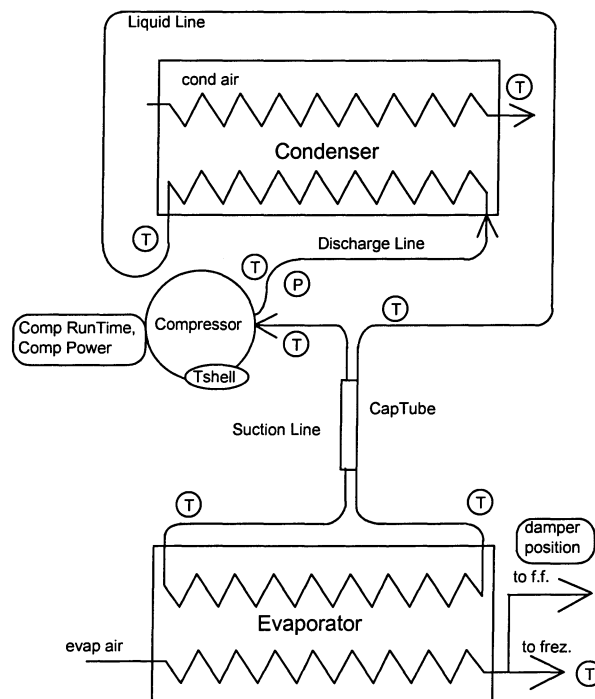 Liquid Line
T
cond air
Condenser
T
Discharge Line
T
P
Comp RunTime,
Comp Power
Compressor
T
T
Tshell
CapTube
Suction Line
T
T
damper
position
to f.f.
Evaporator
evap air
to frez.
T